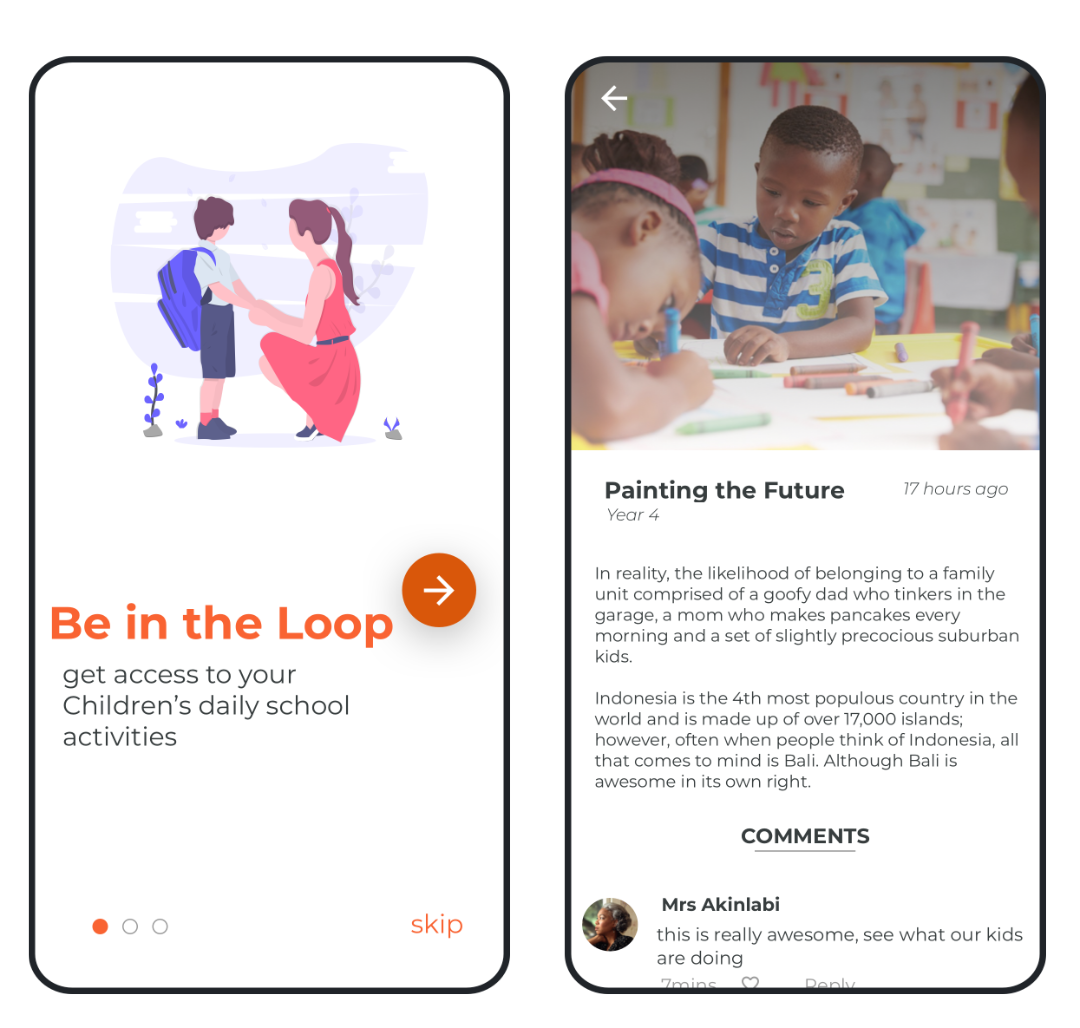 Be in the Loop
get access to your
Children's daily school
activities
skip
Painting the Future
17 hours ago
Year 4
In reality, the likelihood of belonging to a family
unit comprised of a goofy dad who tinkers in the
garage, a mom who makes pancakes every
morning and a set of slightly precocious suburban
kids.
Indonesia is the 4th most populous country in the
world and is made up of over 17,000 islands;
however, often when people think of Indonesia, all
that comes to mind is Bali. Although Bali is
awesome in its own right.
COMMENTS
Mrs Akinlabi
this is really awesome, see what our kids
are doing
7mins
Reply